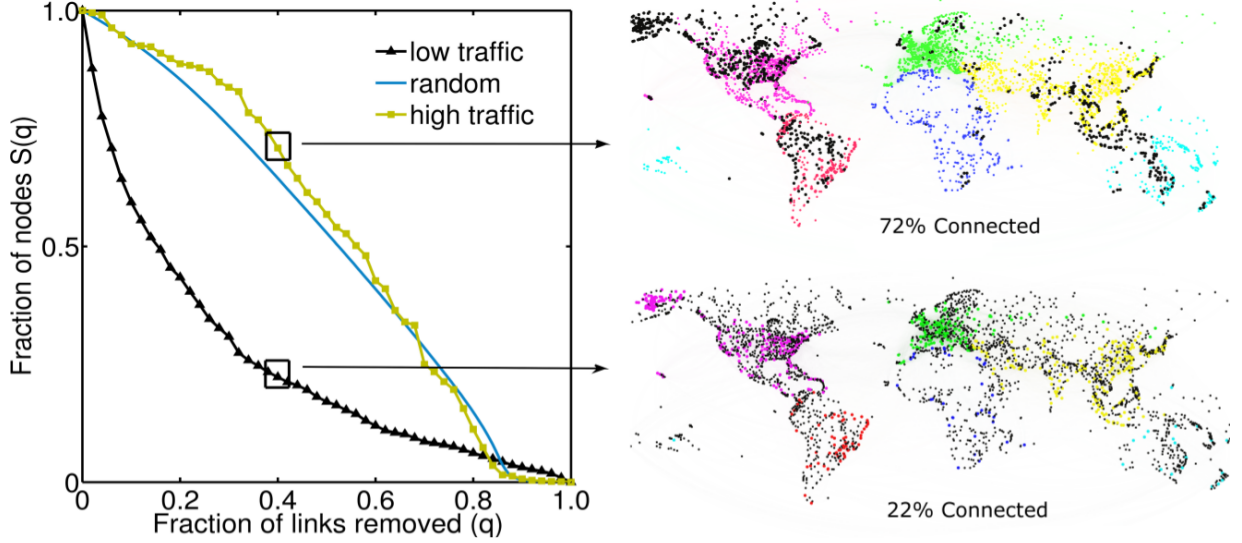 1.0
0.5
0
Fraction of nodes S(q)
low traffic
random
high traffic
0
0.2
0.4
0.6
0.8
1.0
Fraction of links removed (q)
72% Connected
22% Connected